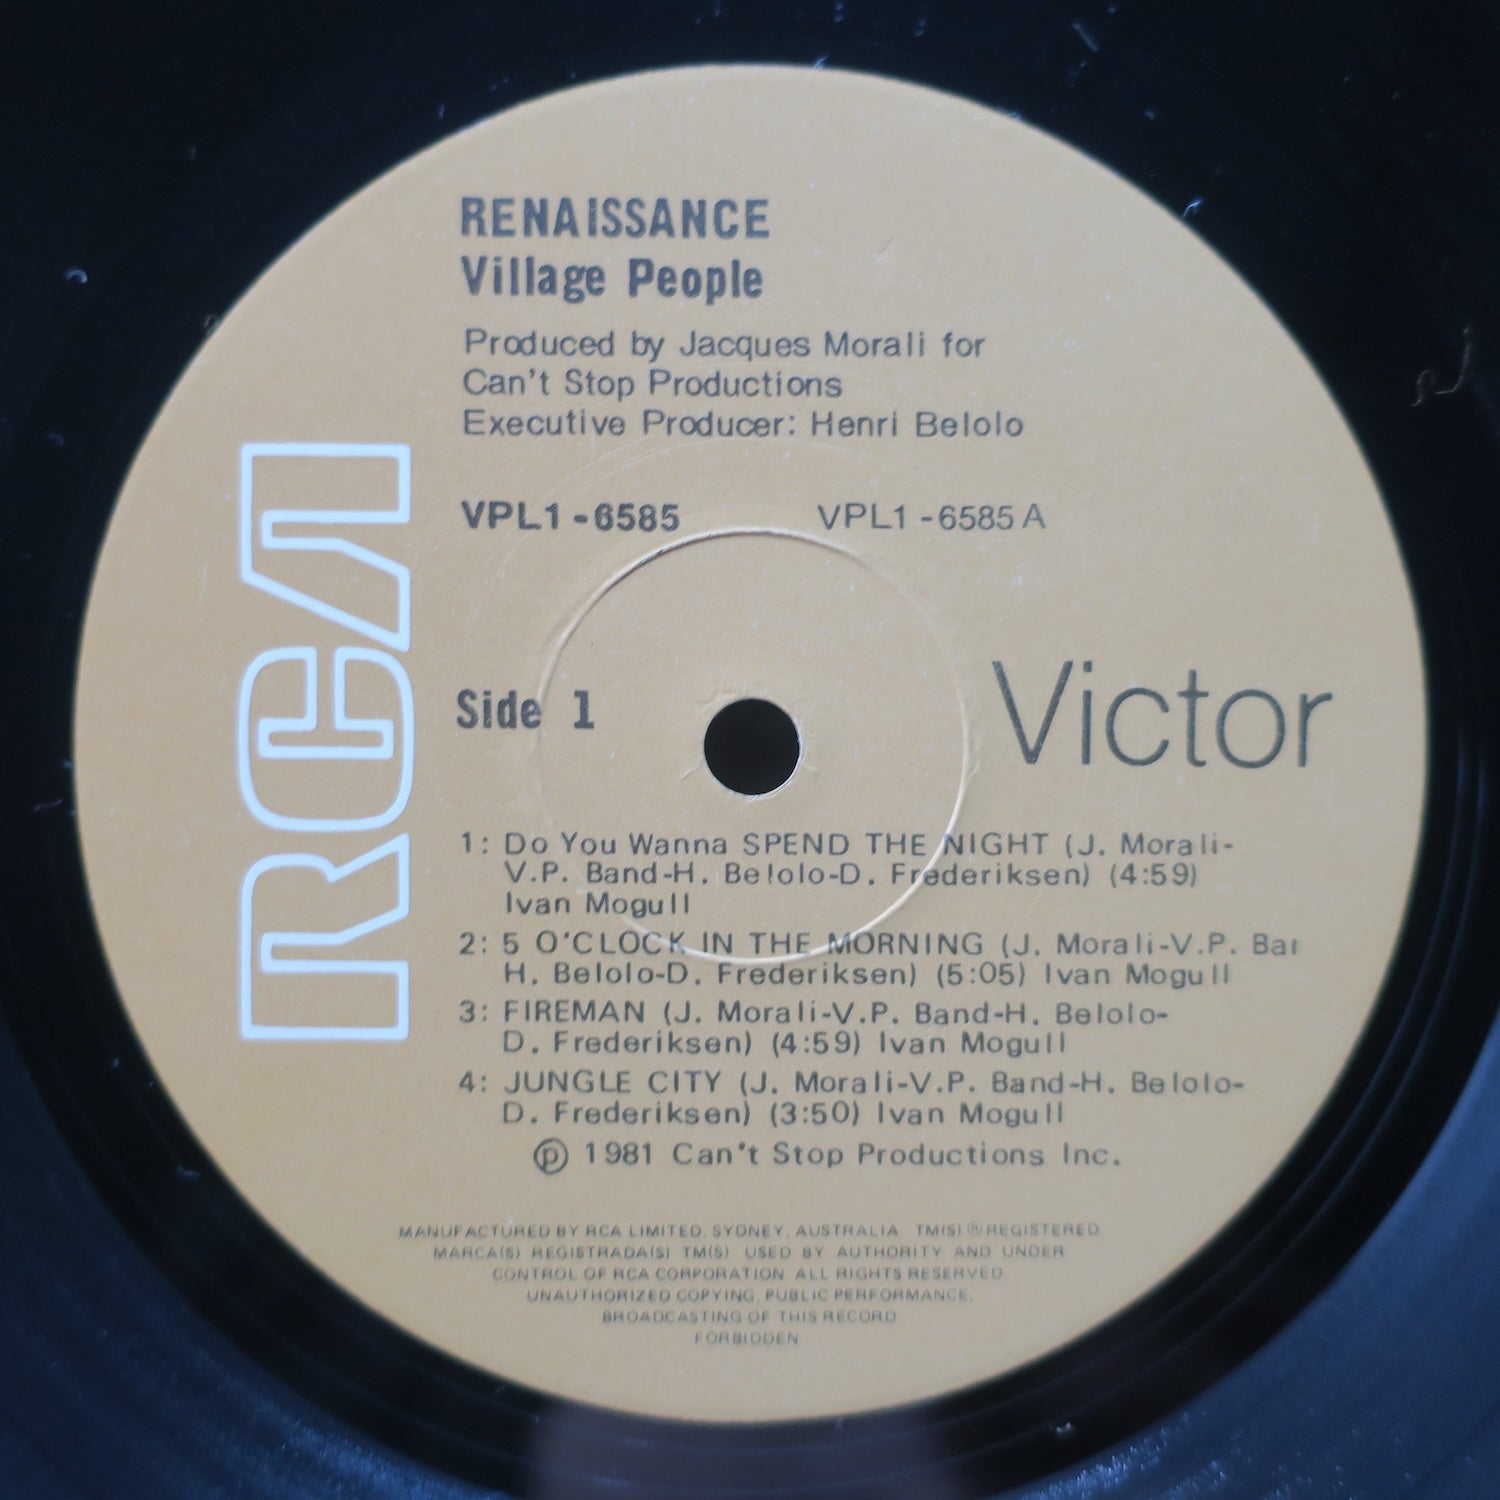 RENAISSANCE
Village People
Produced by Jacques Morali for
Can't Stop Productions
Executive Producer: Henri Belolo
VPL1-6585 VPL1-6585 A
RCA
Side 1
Victor
1: Do You Wanna SPEND THE NIGHT (J. Morali-
V.P. Band-H. Belolo-D. Frederiksen) (4:59)
Ivan Mogull
2: 5 O'CLOCK IN THE MORNING (J. Morali-V.P.
H. Belolo-D. Frederiksen) (5:05) Ivan Mogull
3: FIREMAN (J. Morali-V.P. Band-H. Belolo-
D. Frederiksen) (4:59) Ivan Mogull
4: JUNGLE CITY (J. Morali-V.P. Band-H. Belolo-
D. Frederiksen) (3:50) Ivan Mogull
℗ 1981 Can't Stop Productions Inc.
MANUFACTURED BY RCA LIMITED, SYDNEY, AUSTRALIA TM(S) ® REGISTERED
MARCA(S) REGISTRADA(S) TM(S) USED BY AUTHORITY AND UNDER
CONTROL OF RCA CORPORATION. ALL RIGHTS RESERVED.
UNAUTHORIZED COPYING, PUBLIC PERFORMANCE,
BROADCASTING OF THIS RECORD
FORBIDDEN